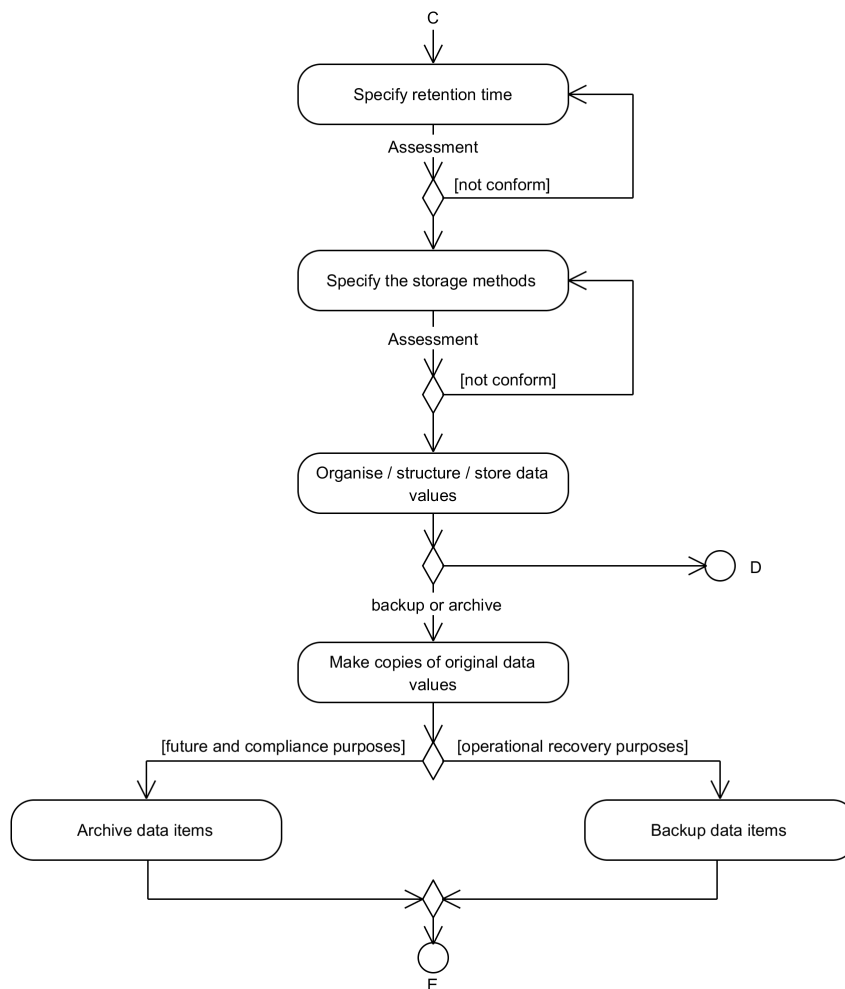 C
Specify retention time
Assessment
[not conform]
Specify the storage methods
Assessment
[not conform]
Organise / structure / store data
values
D
backup or archive
Make copies of original data
values
[future and compliance purposes]
[operational recovery purposes]
Archive data items
Backup data items